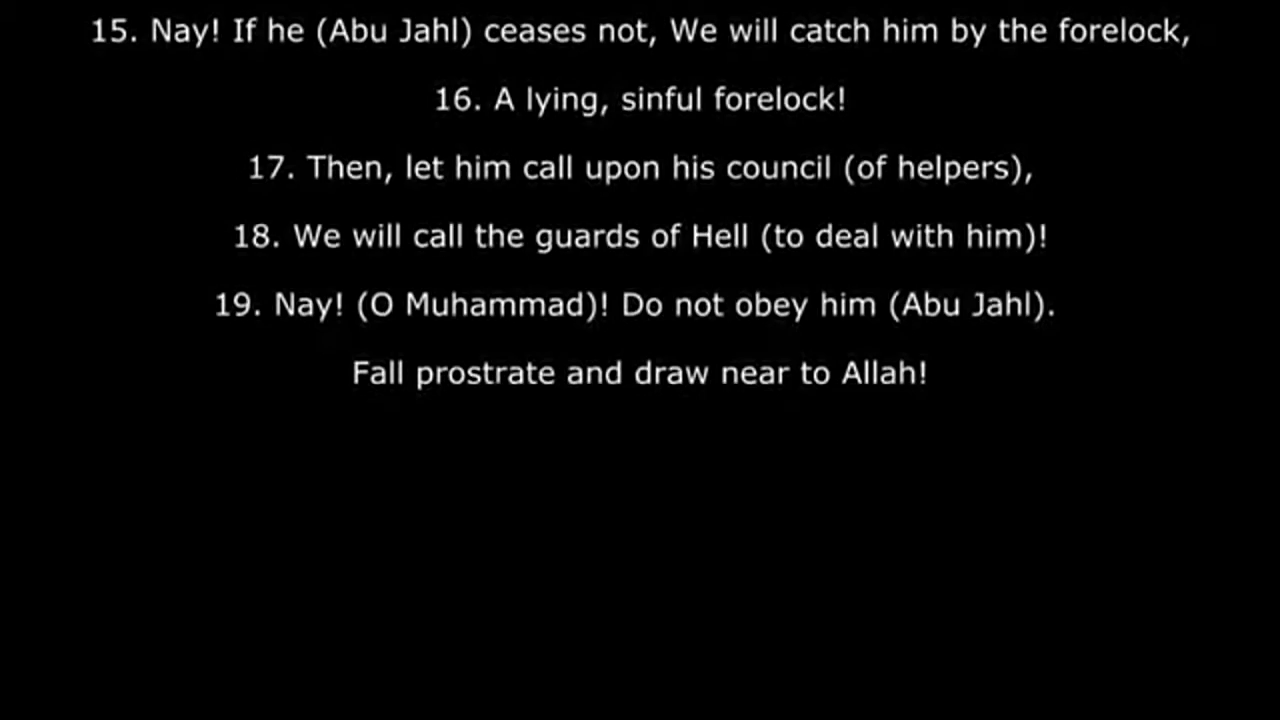 15. Nay! If he (Abu Jahl) ceases not, We will catch him by the forelock,
16. A lying, sinful forelock!
17. Then, let him call upon his council (of helpers),
18. We will call the guards of Hell (to deal with him)!
19. Nay! (O Muhammad)! Do not obey him (Abu Jahl).
Fall prostrate and draw near to Allah!